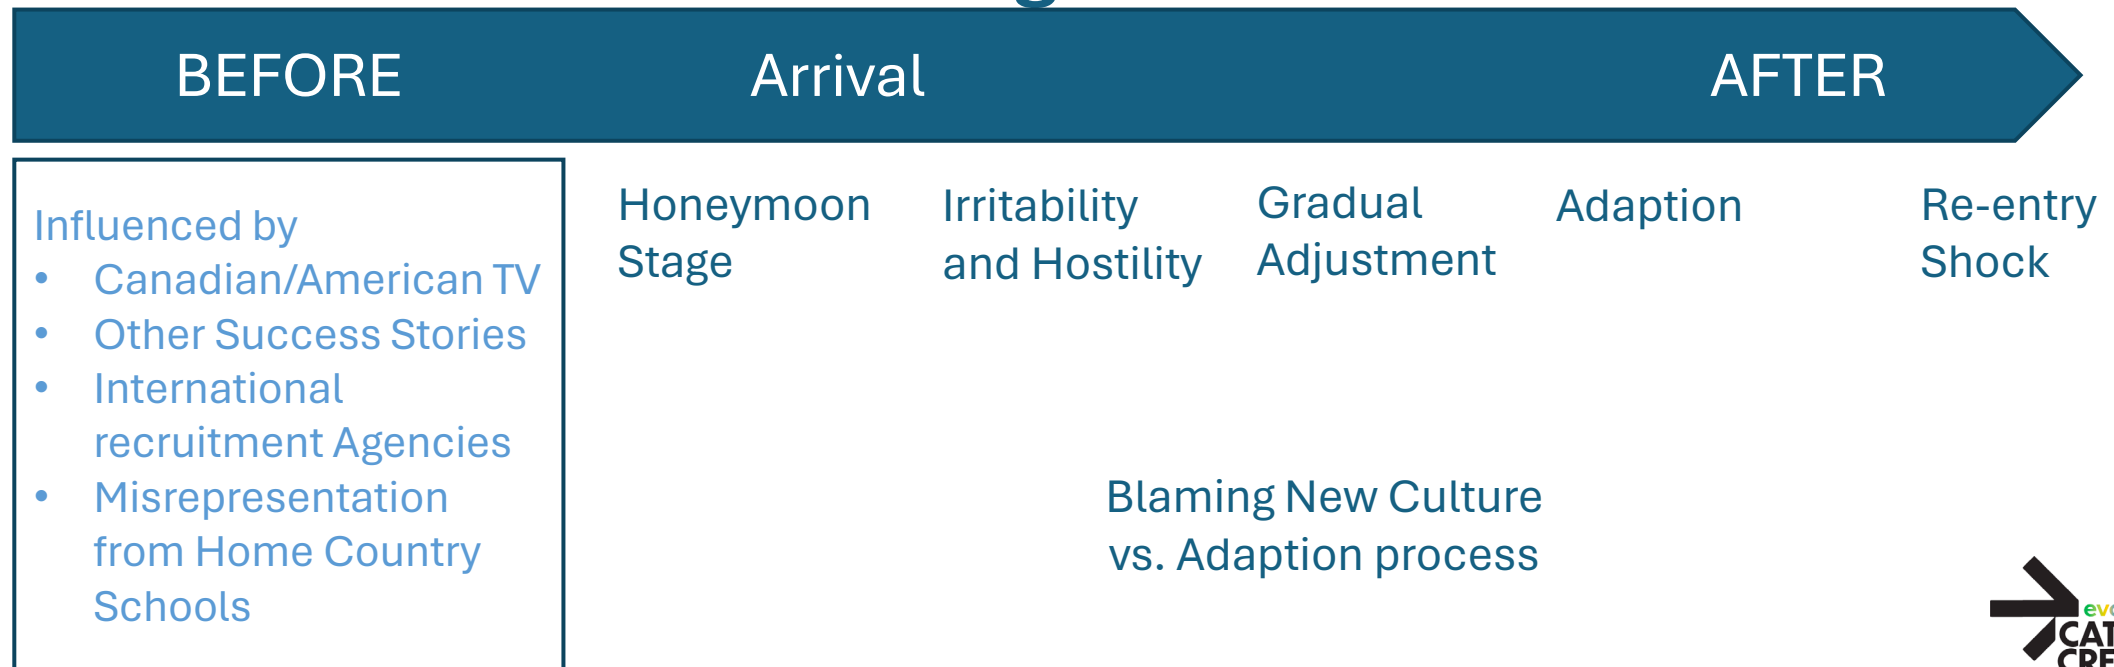 BEFORE
Arrival
AFTER
Influenced by
• Canadian/American TV
• Other Success Stories
• International
recruitment Agencies
• Misrepresentation
from Home Country
Schools
Honeymoon
Stage
Irritability
and Hostility
Gradual
Adjustment
Adaption
Re-entry
Shock
Blaming New Culture
vs. Adaption process